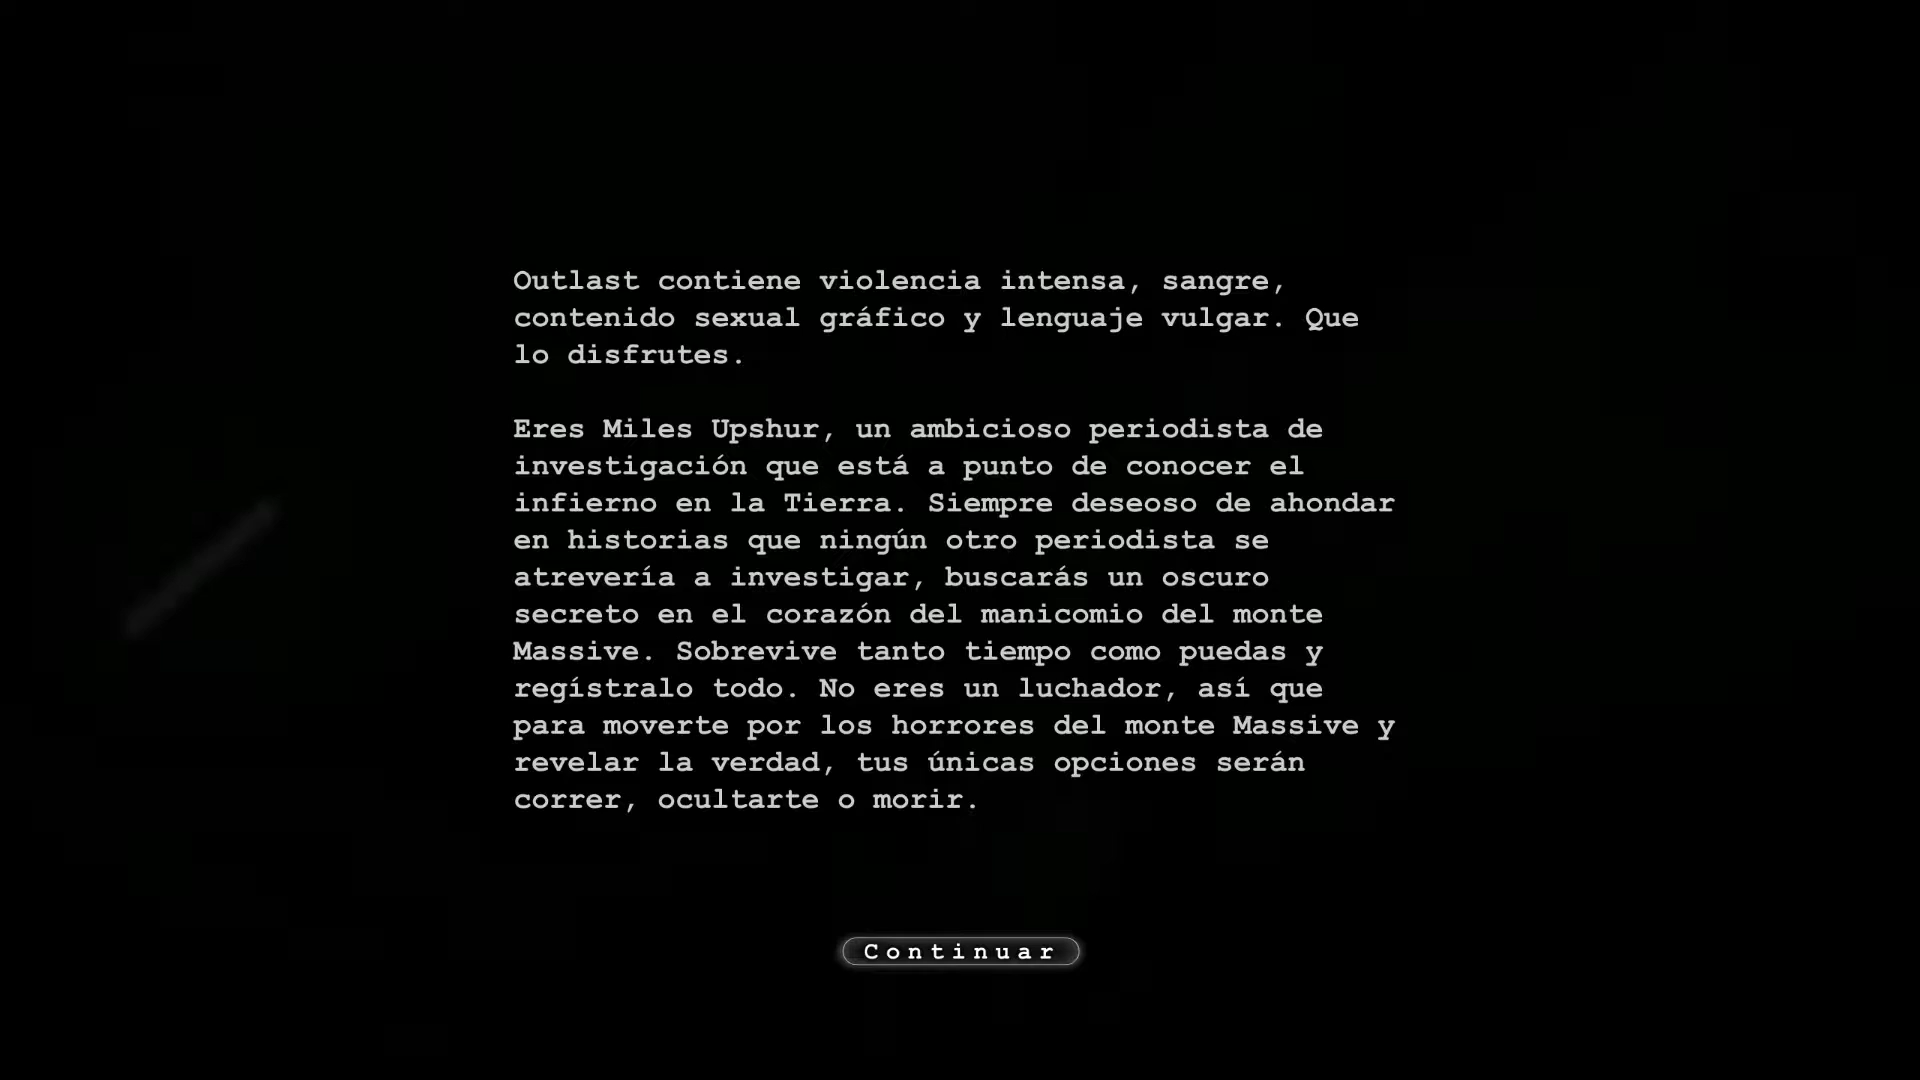 Outlast contiene violencia intensa, sangre,
contenido sexual gráfico y lenguaje vulgar. Que
lo disfrutes.
Eres Miles Upshur, un ambicioso periodista de
investigación que está a punto de conocer el
infierno en la Tierra. Siempre deseoso de ahondar
en historias que ningún otro periodista se
atrevería a investigar, buscarás un oscuro
secreto en el corazón del manicomio del monte
Massive. Sobrevive tanto tiempo como puedas y
regístralo todo. No eres un luchador, así que
para moverte por los horrores del monte Massive y
revelar la verdad, tus únicas opciones serán
correr, ocultarte o morir.
Continuar